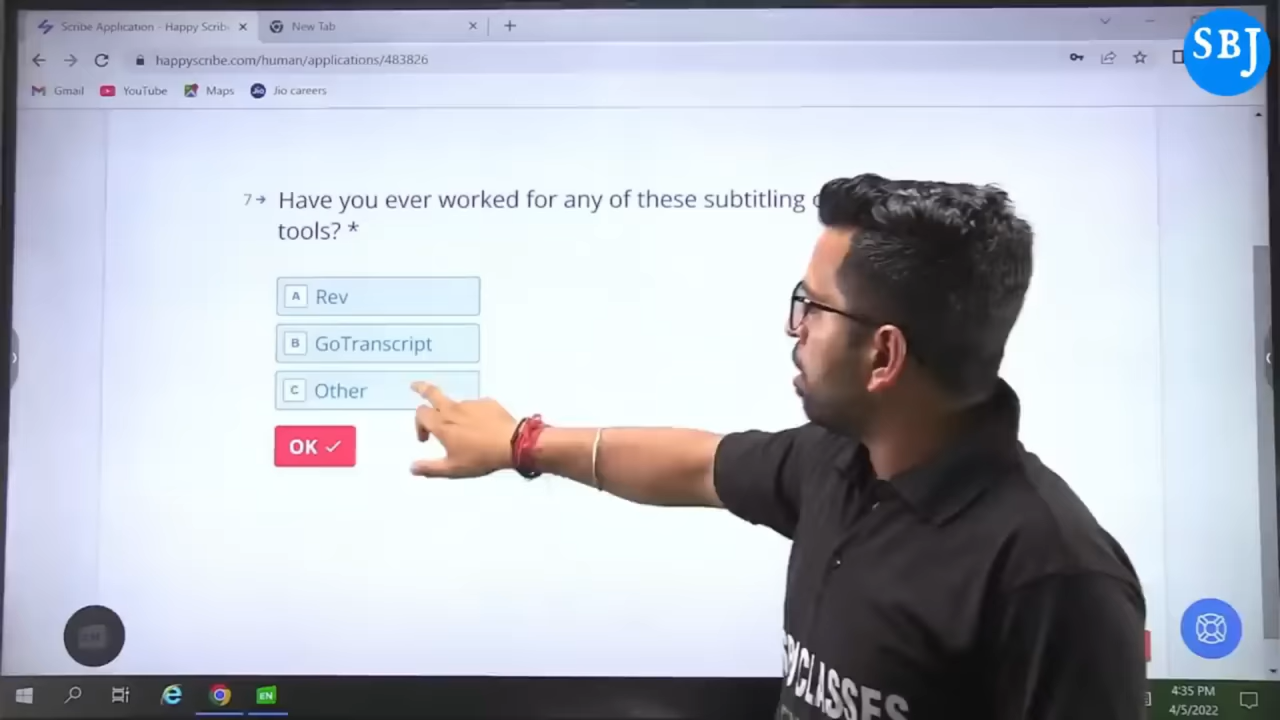 Scribe Application - Happy Scrib
New Tab
happyscribe.com/human/applications/483826
SBJ
Gmail
YouTube
Maps
Jio
Jio careers
7 Have you ever worked for any of these subtitling
tools? *
A Rev
B GoTranscript
C Other
OK
CLASSES
EN
4:35 PM
4/5/2022